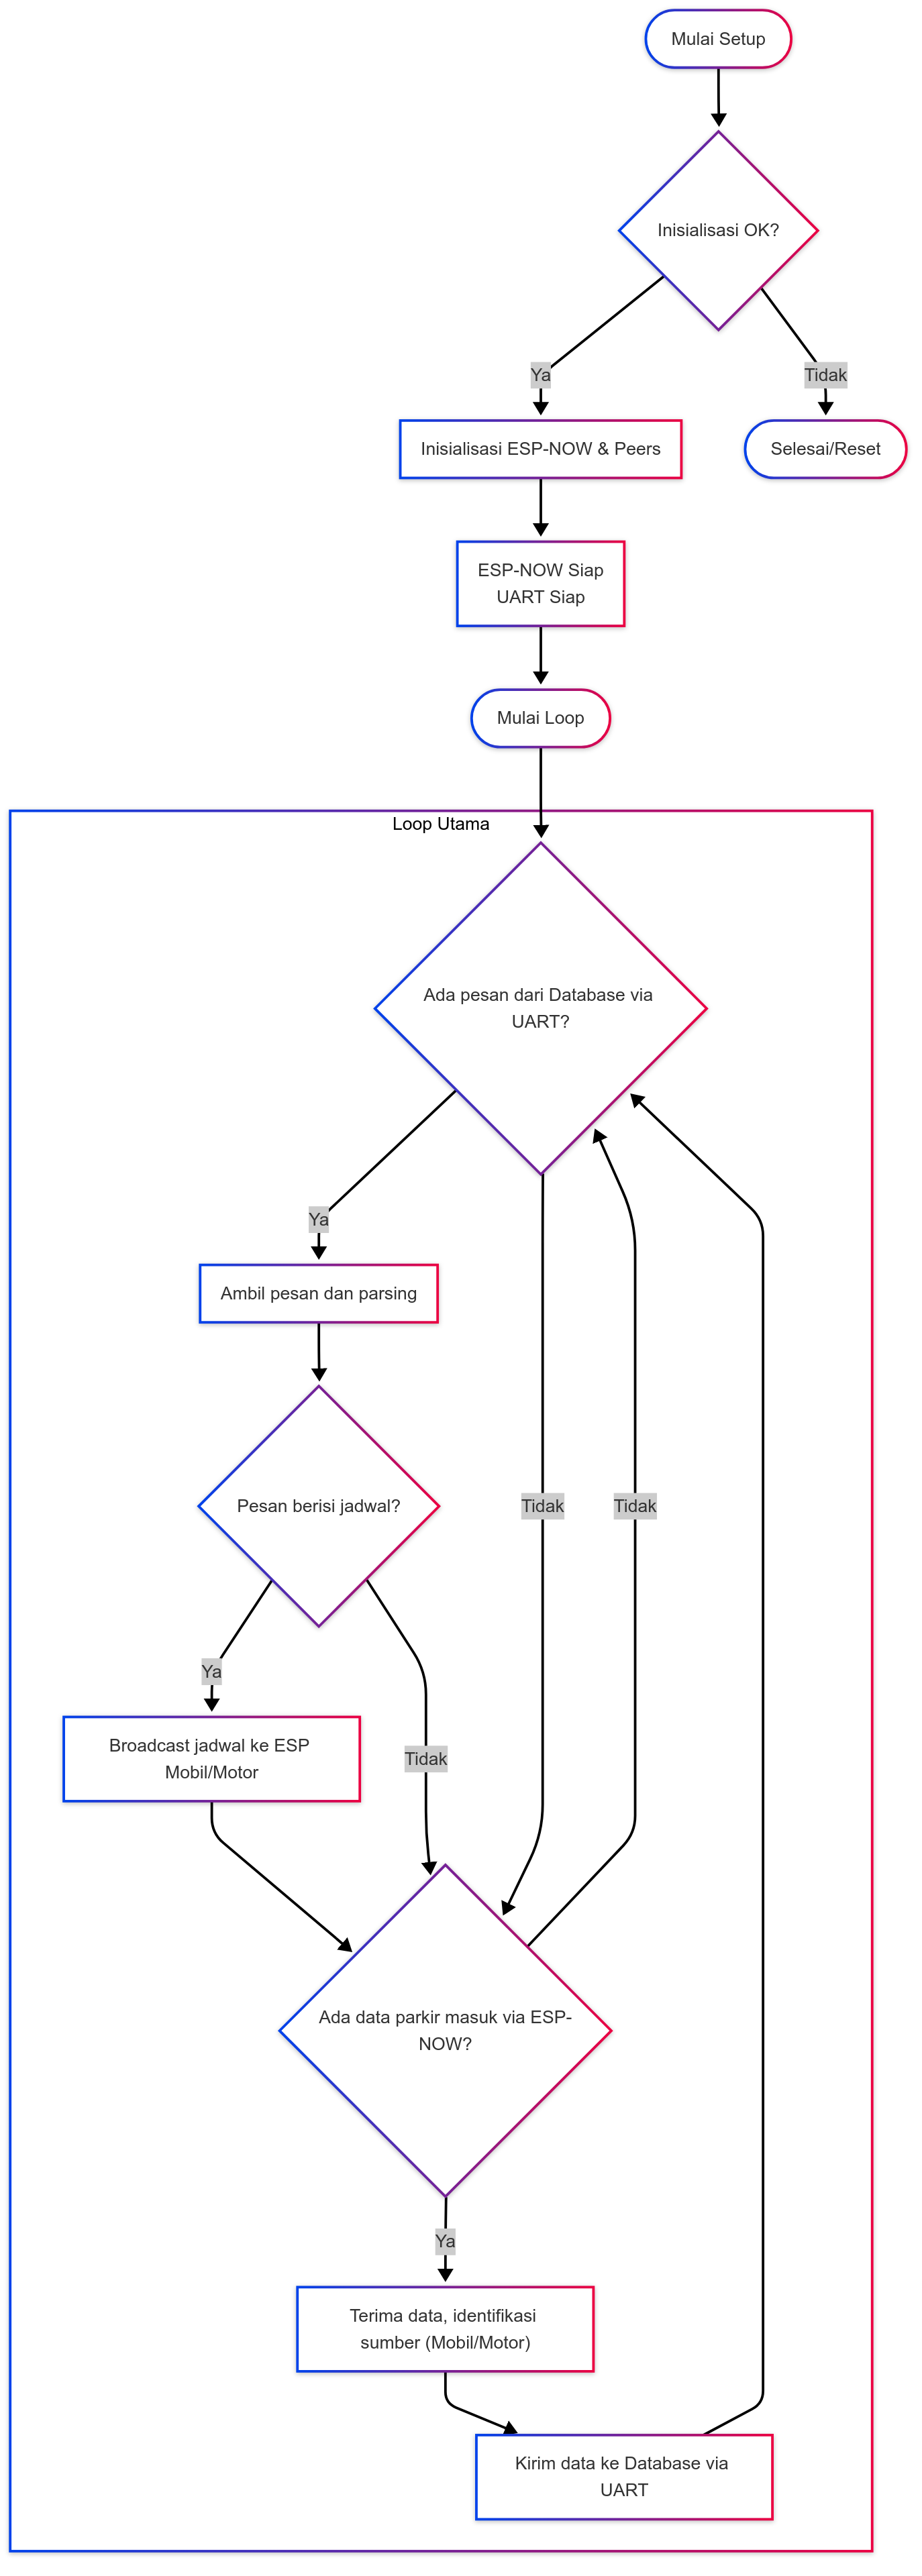 Mulai Setup
Inisialisasi OK?
Ya
Tidak
Inisialisasi ESP-NOW & Peers
Selesai/Reset
ESP-NOW Siap
UART Siap
Mulai Loop
Loop Utama
Ada pesan dari Database via
UART?
Ya
Ambil pesan dan parsing
Pesan berisi jadwal?
Tidak
Tidak
Ya
Broadcast jadwal ke ESP
Mobil/Motor
Tidak
Ada data parkir masuk via ESP-
NOW?
Ya
Terima data, identifikasi
sumber (Mobil/Motor)
Kirim data ke Database via
UART